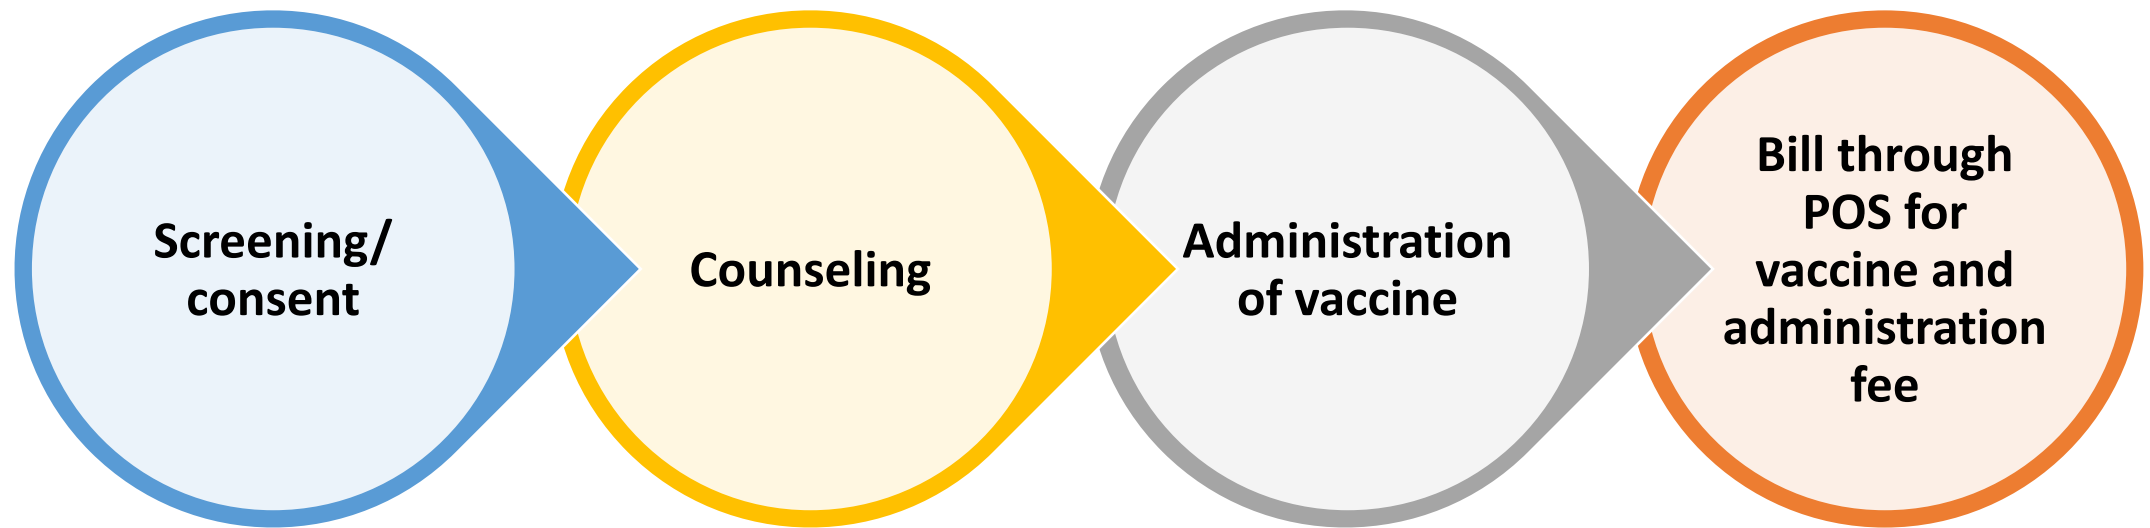 Screening/
consent
Counseling
Administration
of vaccine
Bill through
POS for
vaccine and
administration
fee